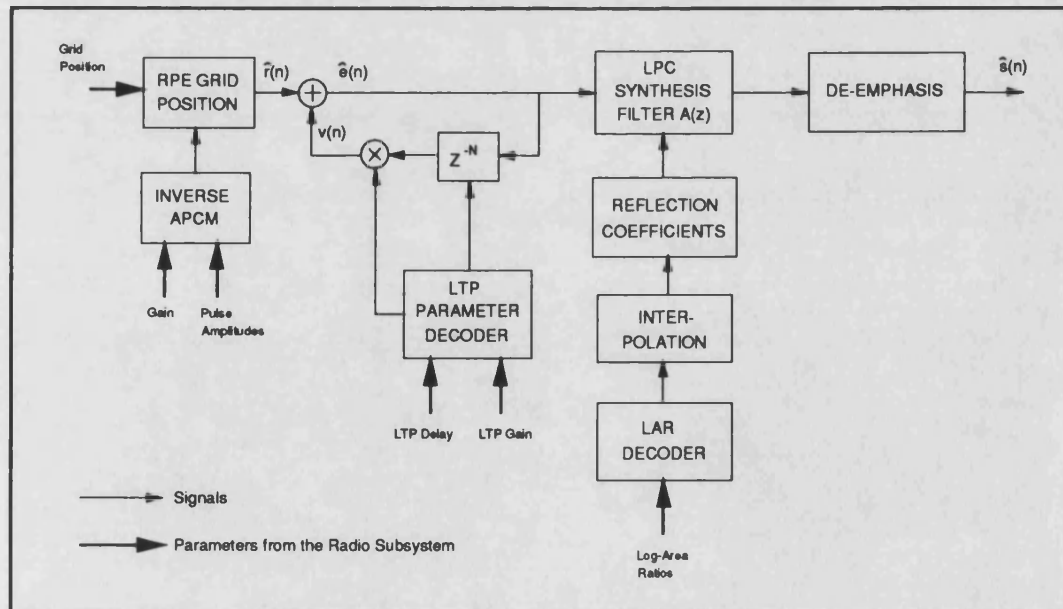 Grid
Position
RPE GRID
POSITION
r̂(n)
+
ê(n)
v(n)
×
Z^-N
LPC
SYNTHESIS
FILTER A(z)
DE-EMPHASIS
ŝ(n)
INVERSE
APCM
Gain
Pulse
Amplitudes
LTP
PARAMETER
DECODER
LTP Delay
LTP Gain
REFLECTION
COEFFICIENTS
INTER-
POLATION
LAR
DECODER
Log-Area
Ratios
Signals
Parameters from the Radio Subsystem